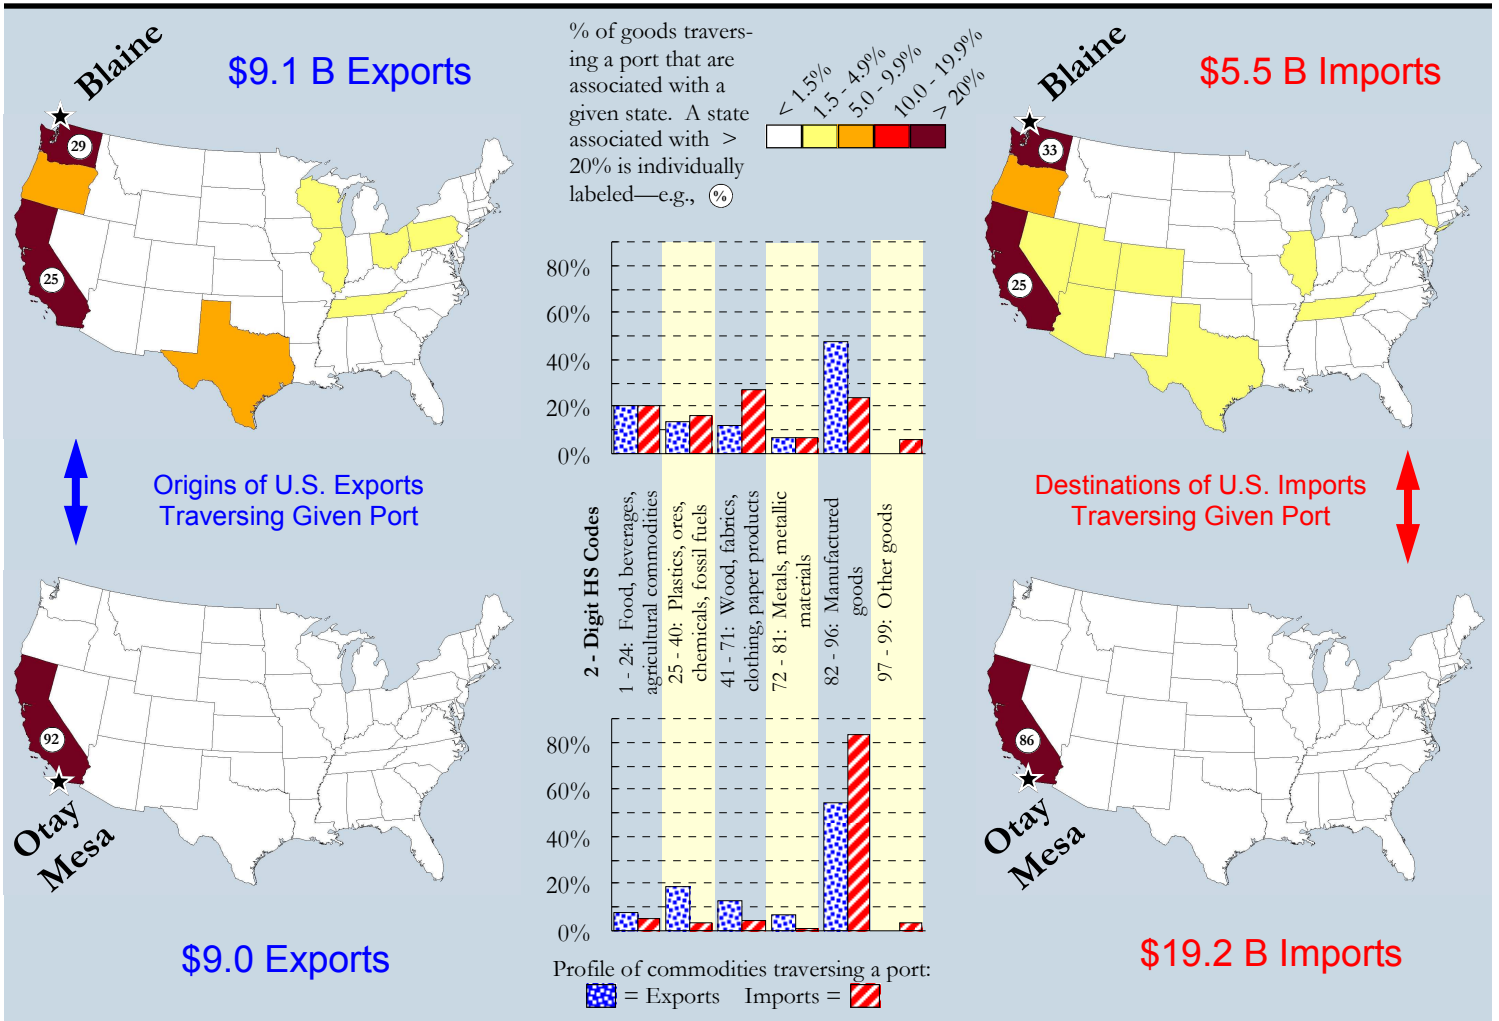 Blaine
$9.1 B Exports
% of goods travers-
ing a port that are
associated with a
given state.  A state
associated with  >
20% is individually
labeled—e.g., %
< 1.5%
1.5 - 4.9%
5.0 - 9.9%
10.0 - 19.9%
> 20%
Blaine
$5.5 B Imports
29
25
33
25
80%
60%
40%
20%
0%
Origins of U.S. Exports
Traversing Given Port
Destinations of U.S. Imports
Traversing Given Port
2 - Digit HS Codes
1 - 24:  Food, beverages,
agricultural commodities
25 - 40:  Plastics, ores,
chemicals, fossil fuels
41 - 71:  Wood, fabrics,
clothing, paper products
72 - 81:  Metals, metallic
materials
82 - 96:  Manufactured
goods
97 - 99:  Other goods
92
Otay
Mesa
$9.0 Exports
80%
60%
40%
20%
0%
86
Otay
Mesa
$19.2 B Imports
Profile of commodities traversing a port:
= Exports   Imports =